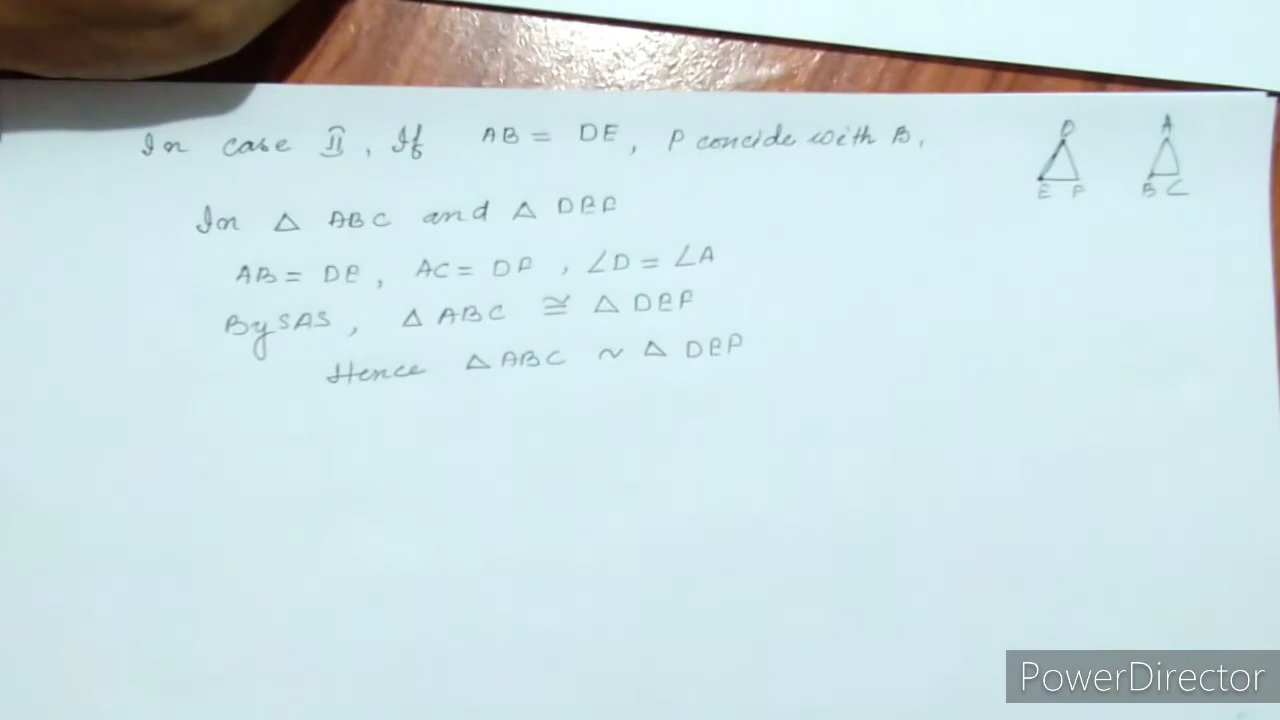 In case II, If AB = DE, P concide with B.
D
A
E F
B C
In △ ABC and △ DEF
AB = DE, AC = DF, ∠D = ∠A
By SAS, △ ABC ≅ △ DEF
Hence △ ABC ~ △ DEF
PowerDirector